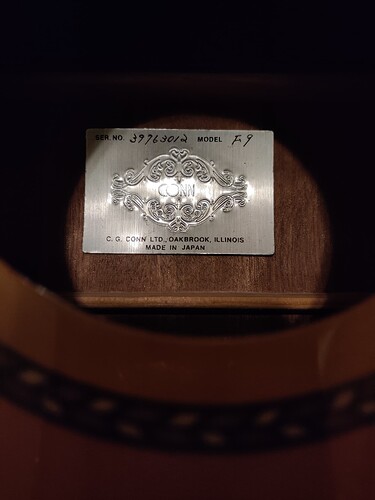 SER. NO. 39763012 MODEL F-9
CONN
C. G. CONN LTD., OAKBROOK, ILLINOIS
MADE IN JAPAN